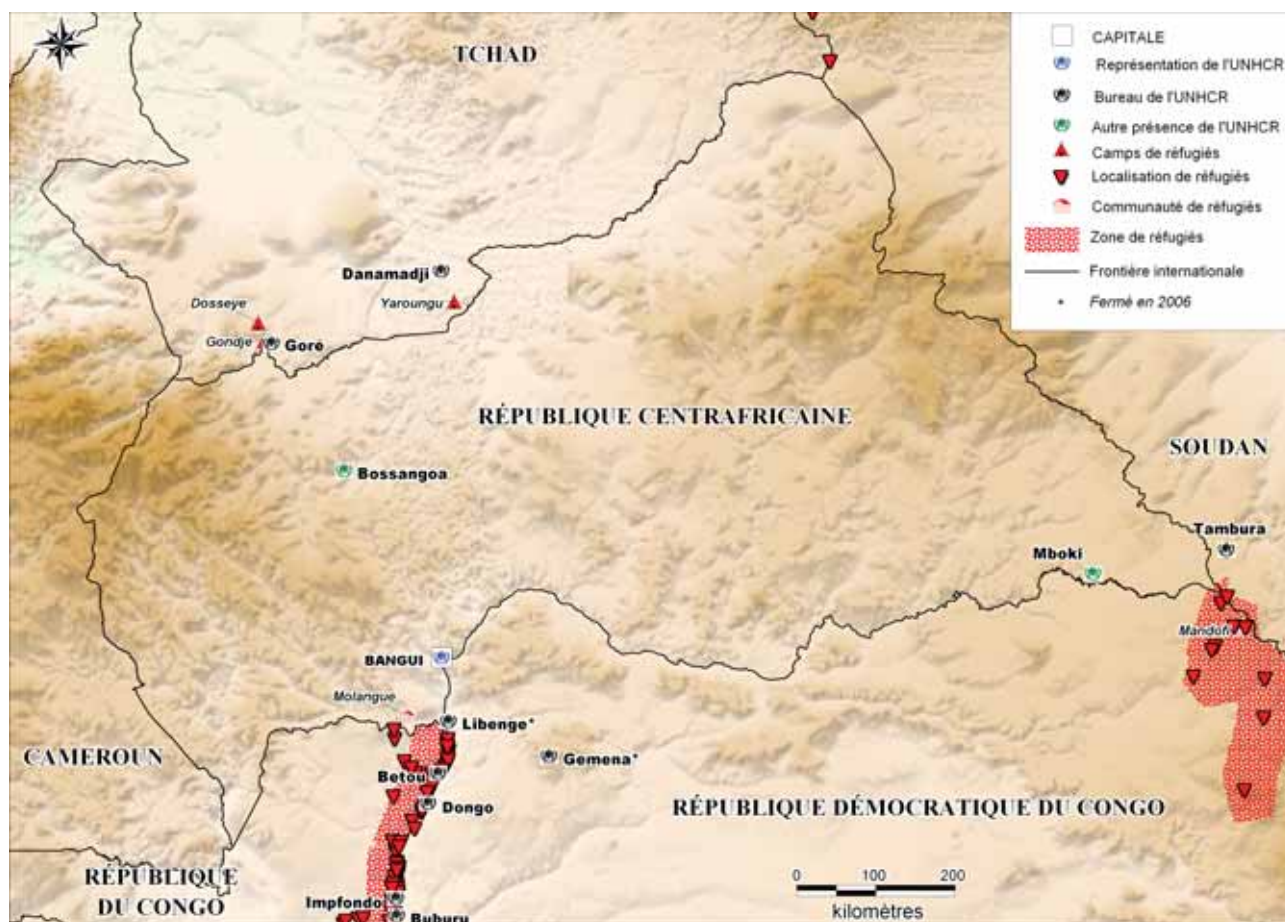 TCHAD
CAPITALE
Représentation de l'UNHCR
Bureau de l'UNHCR
Autre présence de l'UNHCR
Camps de réfugiés
Localisation de réfugiés
Communauté de réfugiés
Zone de réfugiés
Frontière internationale
* Fermé en 2006
Danamadji
Yaroungu
Dosseye
Gondje
Goré
RÉPUBLIQUE CENTRAFRICAINE
SOUDAN
Bossangoa
Tambura
Mboki
Mandofi
BANGUI
Molangue
Libenge*
CAMEROUN
Gemena*
Betou
Dongo
RÉPUBLIQUE DÉMOCRATIQUE DU CONGO
RÉPUBLIQUE
DU CONGO
0 100 200
kilomètres
Impfondo
Buburu